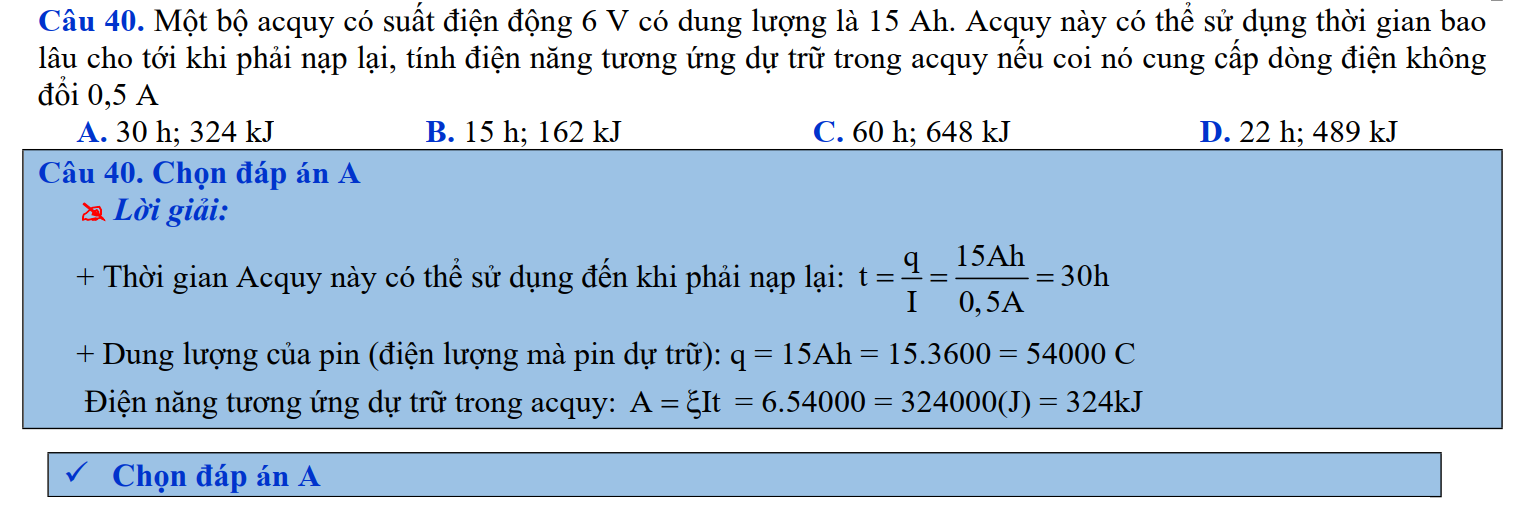 Câu 40. Một bộ acquy có suất điện động 6 V có dung lượng là 15 Ah. Acquy này có thể sử dụng thời gian bao
lâu cho tới khi phải nạp lại, tính điện năng tương ứng dự trữ trong acquy nếu coi nó cung cấp dòng điện không
đổi 0,5 A
A. 30 h; 324 kJ B. 15 h; 162 kJ C. 60 h; 648 kJ D. 22 h; 489 kJ
Câu 40. Chọn đáp án A
Lời giải:
+ Thời gian Acquy này có thể sử dụng đến khi phải nạp lại: t = q/I = 15Ah/0,5A = 30h
+ Dung lượng của pin (điện lượng mà pin dự trữ): q = 15Ah = 15.3600 = 54000 C
Điện năng tương ứng dự trữ trong acquy: A = ξIt = 6.54000 = 324000(J) = 324kJ
✓ Chọn đáp án A